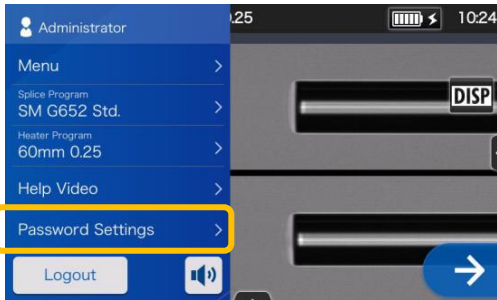 Administrator
.25
10:24
Menu
Splice Program
SM G652 Std.
DISP
Heater Program
60mm 0.25
Help Video
Password Settings
Logout